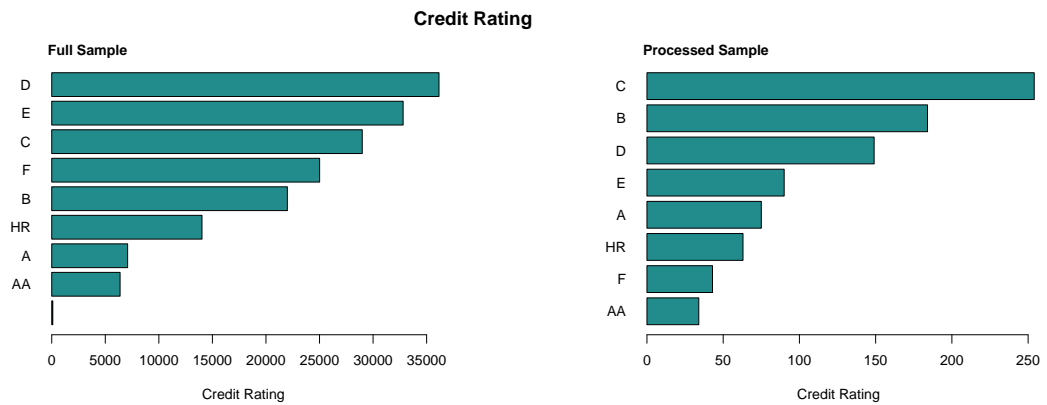 Credit Rating
Full Sample
D
E
C
F
B
HR
A
AA
0 5000 10000 15000 20000 25000 30000 35000
Credit Rating
Processed Sample
C
B
D
E
A
HR
F
AA
0 50 100 150 200 250
Credit Rating